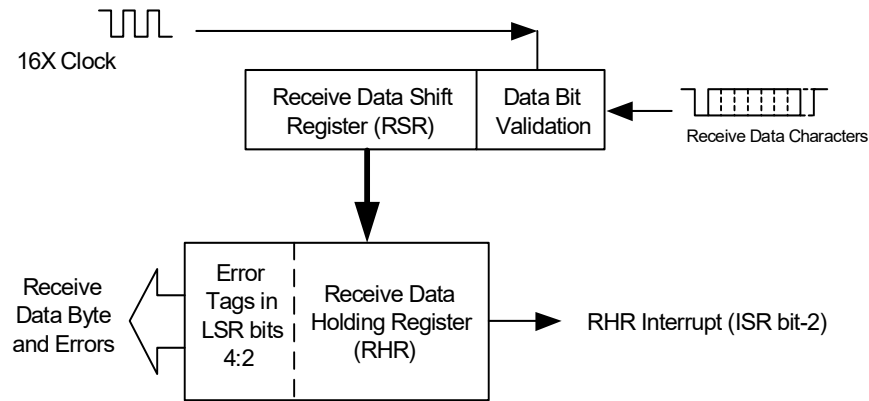 16X Clock
Receive Data Shift
Register (RSR)
Data Bit
Validation
Receive Data Characters
Receive
Data Byte
and Errors
Error
Tags in
LSR bits
4:2
Receive Data
Holding Register
(RHR)
RHR Interrupt (ISR bit-2)